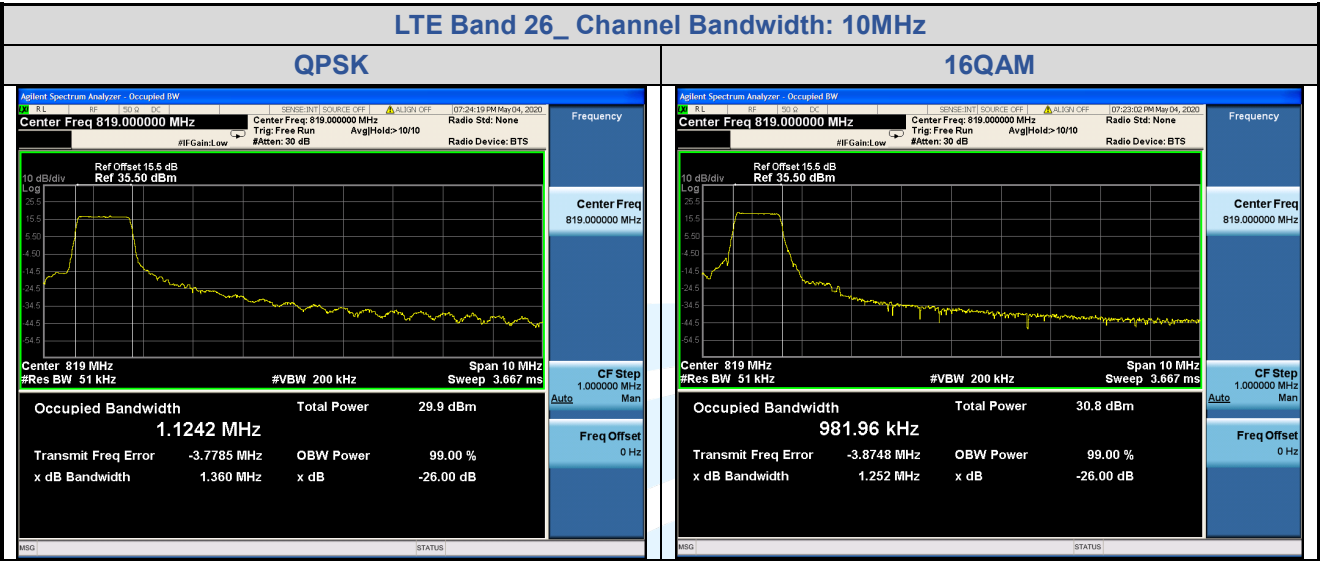 LTE Band 26_ Channel Bandwidth: 10MHz
QPSK
Agilent Spectrum Analyzer - Occupied BW
R L RF 50 Ω DC SENSE:INT SOURCE OFF ALIGN OFF 07:24:19 PM May 04, 2020
Center Freq 819.000000 MHz
Center Freq: 819.000000 MHz
Radio Std: None
Trig: Free Run Avg|Hold:> 10/10
#IFGain:Low #Atten: 30 dB Radio Device: BTS
Ref Offset 15.5 dB
10 dB/div Ref 35.50 dBm
Log
25.5
15.5
5.50
-4.50
-14.5
-24.5
-34.5
-44.5
-54.5
Center 819 MHz Span 10 MHz
#Res BW 51 kHz #VBW 200 kHz Sweep 3.667 ms
Occupied Bandwidth Total Power 29.9 dBm
1.1242 MHz
Transmit Freq Error -3.7785 MHz OBW Power 99.00 %
x dB Bandwidth 1.360 MHz x dB -26.00 dB
MSG STATUS
Frequency
Center Freq
819.000000 MHz
CF Step
1.000000 MHz
Auto Man
Freq Offset
0 Hz
16QAM
Agilent Spectrum Analyzer - Occupied BW
R L RF 50 Ω DC SENSE:INT SOURCE OFF ALIGN OFF 07:23:02 PM May 04, 2020
Center Freq 819.000000 MHz
Center Freq: 819.000000 MHz
Radio Std: None
Trig: Free Run Avg|Hold:> 10/10
#IFGain:Low #Atten: 30 dB Radio Device: BTS
Ref Offset 15.5 dB
10 dB/div Ref 35.50 dBm
Log
25.5
15.5
5.50
-4.50
-14.5
-24.5
-34.5
-44.5
-54.5
Center 819 MHz Span 10 MHz
#Res BW 51 kHz #VBW 200 kHz Sweep 3.667 ms
Occupied Bandwidth Total Power 30.8 dBm
981.96 kHz
Transmit Freq Error -3.8748 MHz OBW Power 99.00 %
x dB Bandwidth 1.252 MHz x dB -26.00 dB
MSG STATUS
Frequency
Center Freq
819.000000 MHz
CF Step
1.000000 MHz
Auto Man
Freq Offset
0 Hz